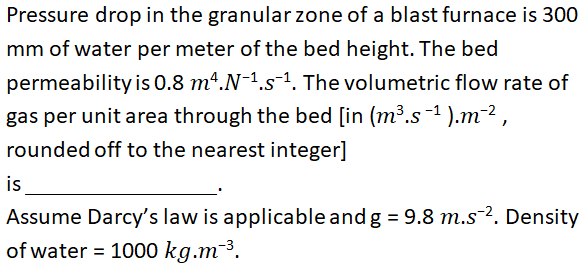 Pressure drop in the granular zone of a blast furnace is 300
mm of water per meter of the bed height. The bed
permeability is 0.8 m⁴.N⁻¹.s⁻¹. The volumetric flow rate of
gas per unit area through the bed [in (m³.s⁻¹).m⁻² ,
rounded off to the nearest integer]
is __________________.
Assume Darcy’s law is applicable and g = 9.8 m.s⁻². Density
of water = 1000 kg.m⁻³.